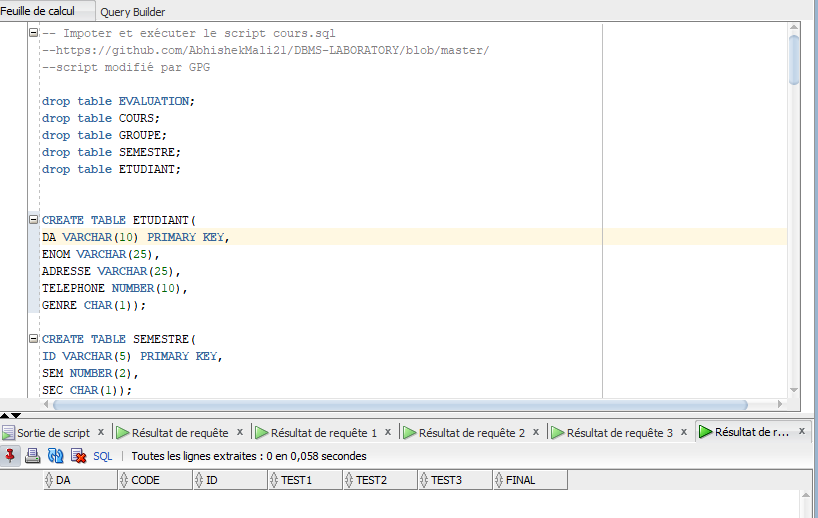 Feuille de calcul Query Builder
-- Impoter et exécuter le script cours.sql
--https://github.com/AbhishekMali21/DBMS-LABORATORY/blob/master/
--script modifié par GPG
drop table EVALUATION;
drop table COURS;
drop table GROUPE;
drop table SEMESTRE;
drop table ETUDIANT;
CREATE TABLE ETUDIANT(
DA VARCHAR(10) PRIMARY KEY,
ENOM VARCHAR(25),
ADRESSE VARCHAR(25),
TELEPHONE NUMBER(10),
GENRE CHAR(1));
CREATE TABLE SEMESTRE(
ID VARCHAR(5) PRIMARY KEY,
SEM NUMBER(2),
SEC CHAR(1));
Sortie de script x Résultat de requête x Résultat de requête 1 x Résultat de requête 2 x Résultat de requête 3 x Résultat de r... x
SQL | Toutes les lignes extraites : 0 en 0,058 secondes
DA CODE ID TEST1 TEST2 TEST3 FINAL